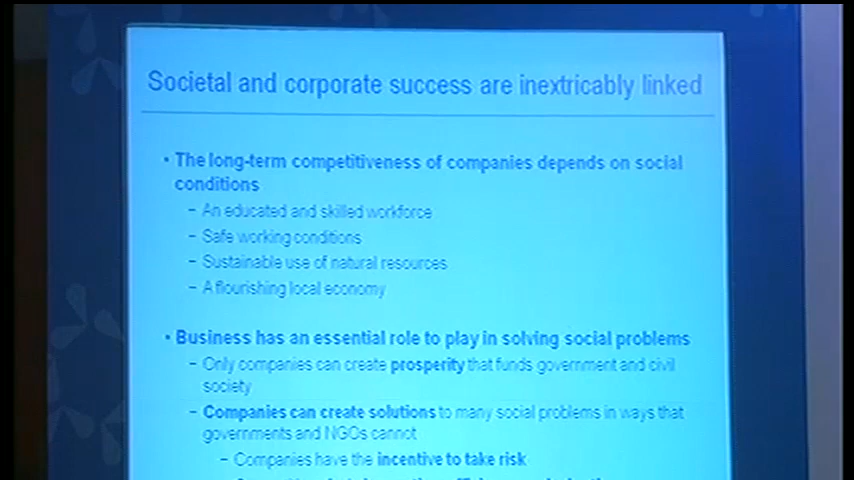 Societal and corporate success are inextricably linked
• The long-term competitiveness of companies depends on social
conditions
– An educated and skilled workforce
– Safe working conditions
– Sustainable use of natural resources
– A flourishing local economy
• Business has an essential role to play in solving social problems
– Only companies can create prosperity that funds government and civil
society
– Companies can create solutions to many social problems in ways that
governments and NGOs cannot
– Companies have the incentive to take risk